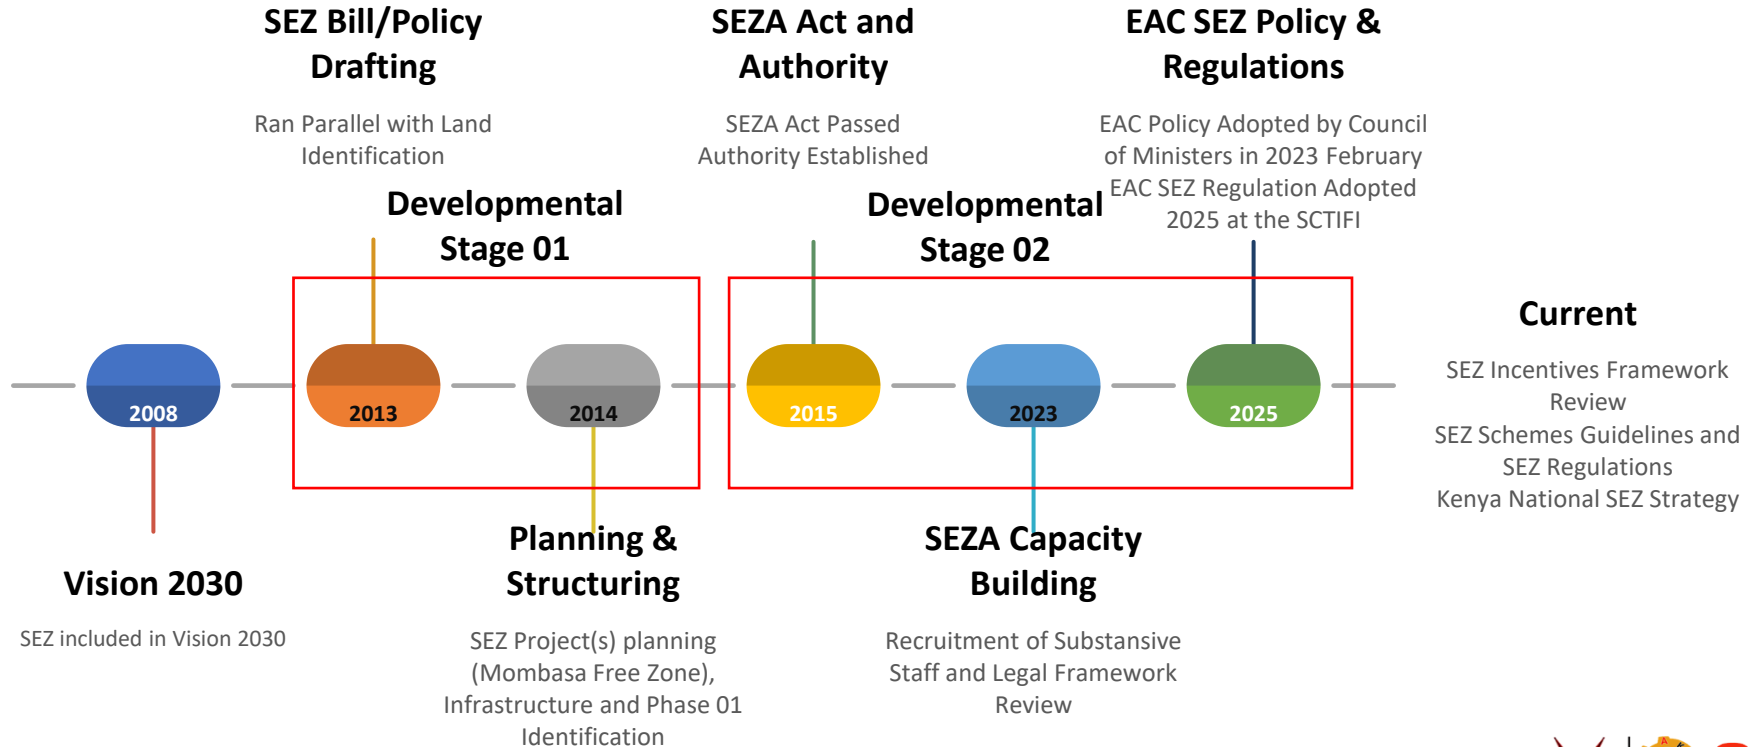 SEZ Bill/Policy
Drafting
Ran Parallel with Land
Identification
SEZA Act and
Authority
SEZA Act Passed
Authority Established
EAC SEZ Policy &
Regulations
EAC Policy Adopted by Council
of Ministers in 2023 February
EAC SEZ Regulation Adopted
2025 at the SCTIFI
Developmental
Stage 01
Developmental
Stage 02
2008
2013
2014
2015
2023
2025
Current
SEZ Incentives Framework
Review
SEZ Schemes Guidelines and
SEZ Regulations
Kenya National SEZ Strategy
Vision 2030
SEZ included in Vision 2030
Planning &
Structuring
SEZ Project(s) planning
(Mombasa Free Zone),
Infrastructure and Phase 01
Identification
SEZA Capacity
Building
Recruitment of Substansive
Staff and Legal Framework
Review